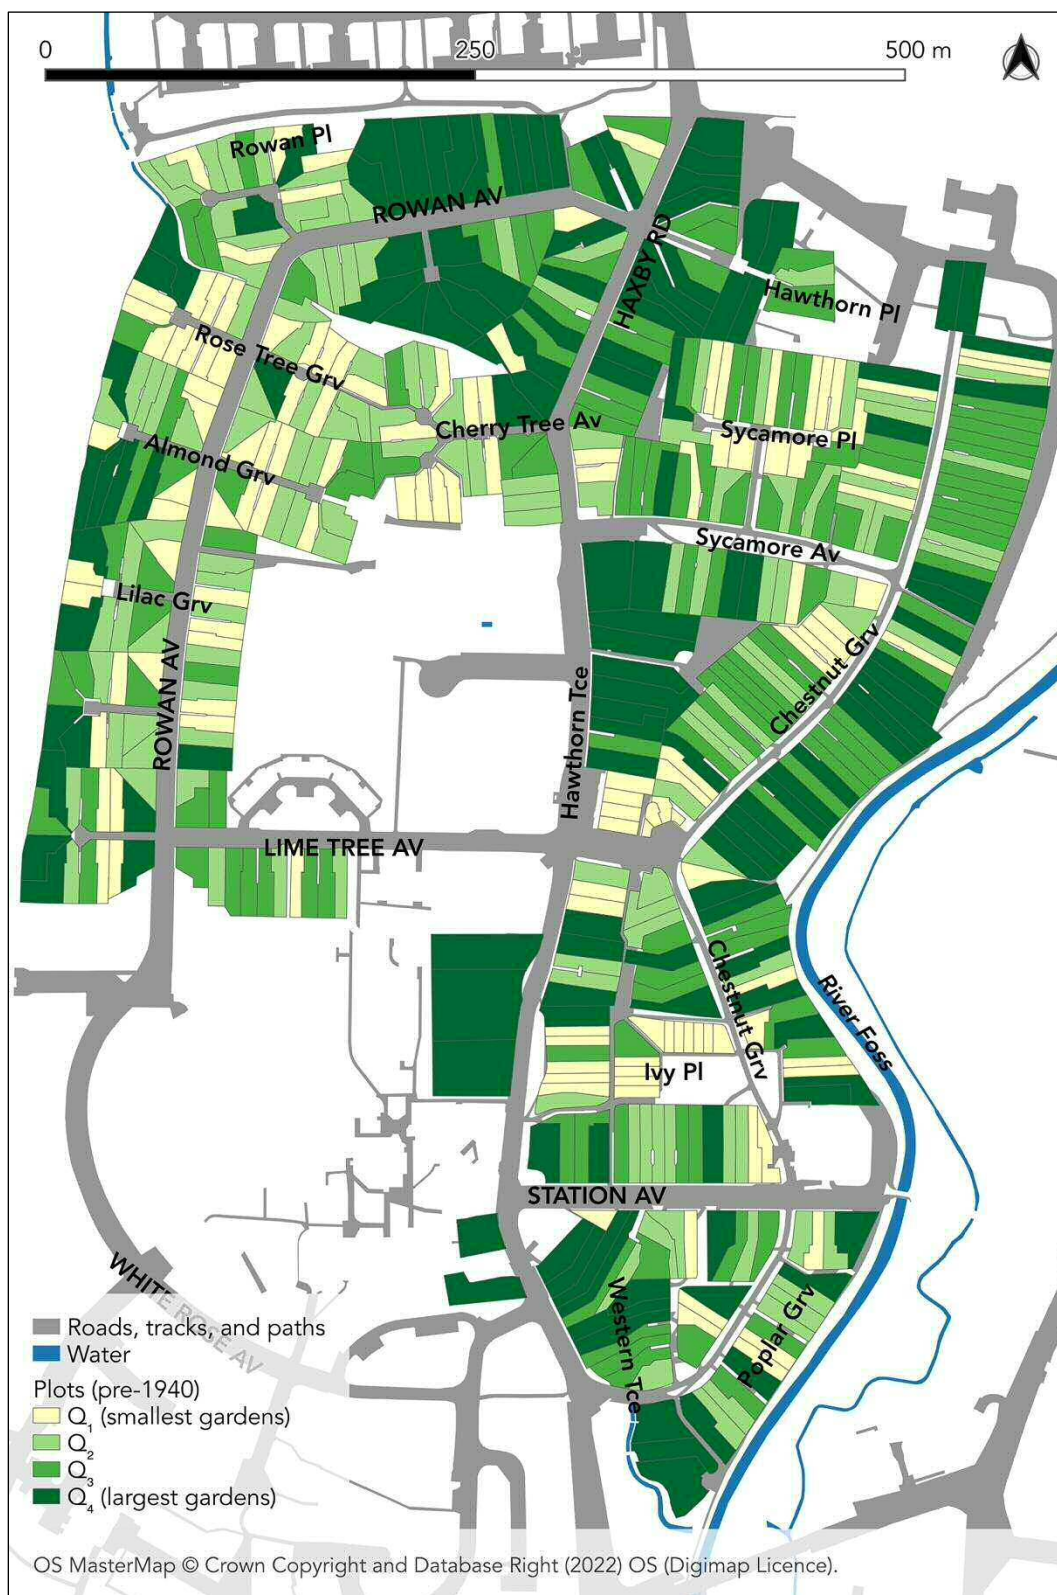 0 250 500 m
Rowan Pl
ROWAN AV
HAXBY RD
Hawthorn Pl
Rose Tree Grv
Cherry Tree Av
Sycamore Pl
Almond Grv
Sycamore Av
Lilac Grv
Chestnut Grv
ROWAN AV
Hawthorn Tce
LIME TREE AV
Chestnut Grv
River Foss
Ivy Pl
STATION AV
WHITE ROSE AV
Western Tce
Poplar Grv
Roads, tracks, and paths
Water
Plots (pre-1940)
Q1 (smallest gardens)
Q2
Q3
Q4 (largest gardens)
OS MasterMap © Crown Copyright and Database Right (2022) OS (Digimap Licence).